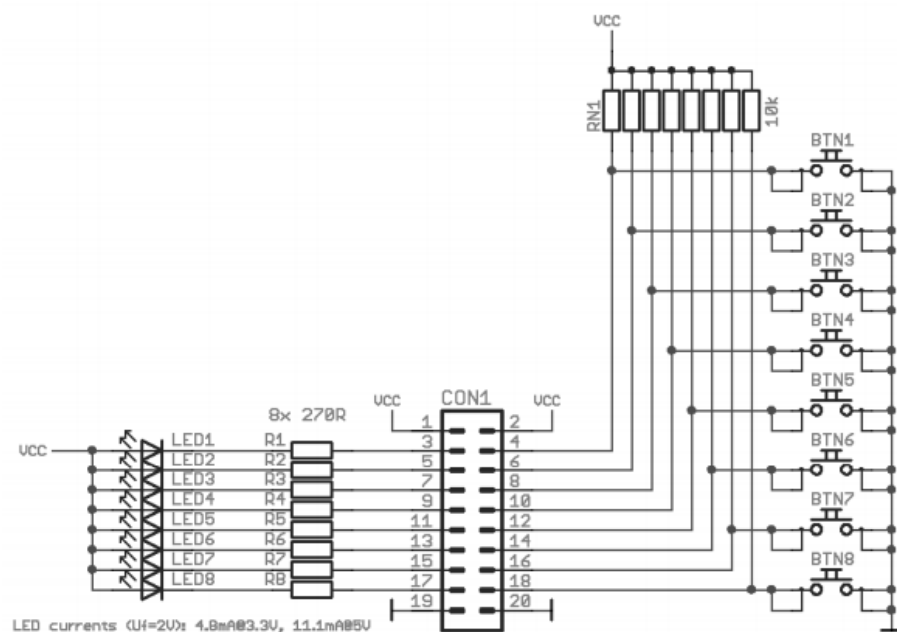 VCC
RN1
10k
BTN1
BTN2
BTN3
BTN4
BTN5
BTN6
BTN7
BTN8
8x 270R
VCC
CON1
VCC
VCC
LED1 R1
LED2 R2
LED3 R3
LED4 R4
LED5 R5
LED6 R6
LED7 R7
LED8 R8
1 2
3 4
5 6
7 8
9 10
11 12
13 14
15 16
17 18
19 20
LED currents (Uf=2V): 4.8mA@3.3V, 11.1mA@5V